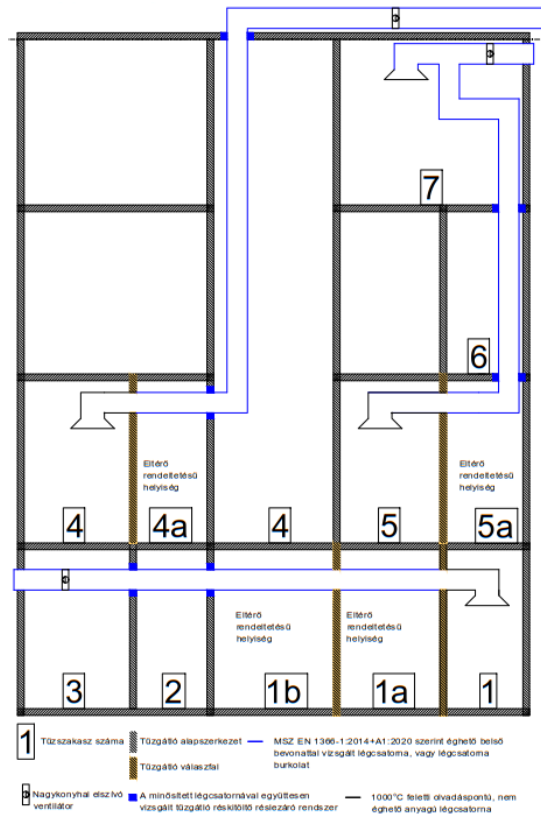 7
6
Eltérő
rendeltetésű
helyiség
Eltérő
rendeltetésű
helyiség
4
4a
4
5
5a
Eltérő
rendeltetésű
helyiség
Eltérő
rendeltetésű
helyiség
3
2
1b
1a
1
1 Tűzszakasz száma
Tűzgátló alapszerkezet
MSZ EN 1366-1:2014+A1:2020 szerint éghető belső
bevonattal vizsgált légcsatorna, vagy légcsatorna
burkolat
Tűzgátló válaszfal
Nagykonyhai elszívó
ventilátor
A minősített légcsatornával együttesen
vizsgált tűzgátló réskitöltő réslezáró rendszer
1000°C feletti olvadáspontú, nem
éghető anyagú légcsatorna